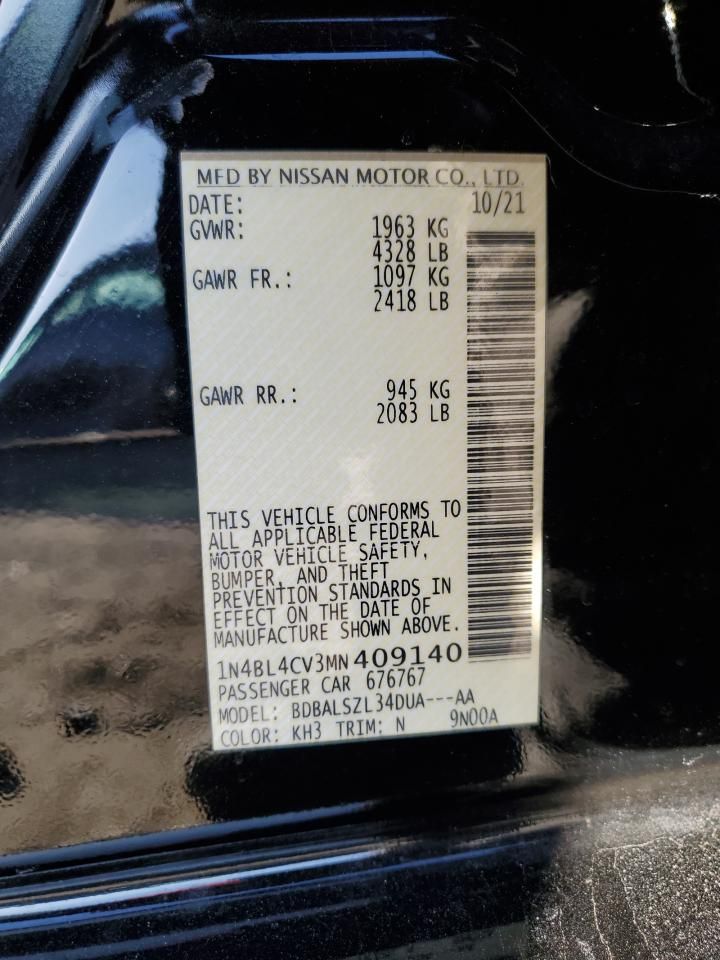 MFD BY NISSAN MOTOR CO., LTD.
DATE: 10/21
GVWR: 1963 KG
4328 LB
GAWR FR.: 1097 KG
2418 LB
GAWR RR.: 945 KG
2083 LB
THIS VEHICLE CONFORMS TO
ALL APPLICABLE FEDERAL
MOTOR VEHICLE SAFETY,
BUMPER, AND THEFT
PREVENTION STANDARDS IN
EFFECT ON THE DATE OF
MANUFACTURE SHOWN ABOVE.
1N4BL4CV3MN409140
PASSENGER CAR 676767
MODEL: BDBALSZL34DUA---AA
COLOR: KH3 TRIM: N 9N00A